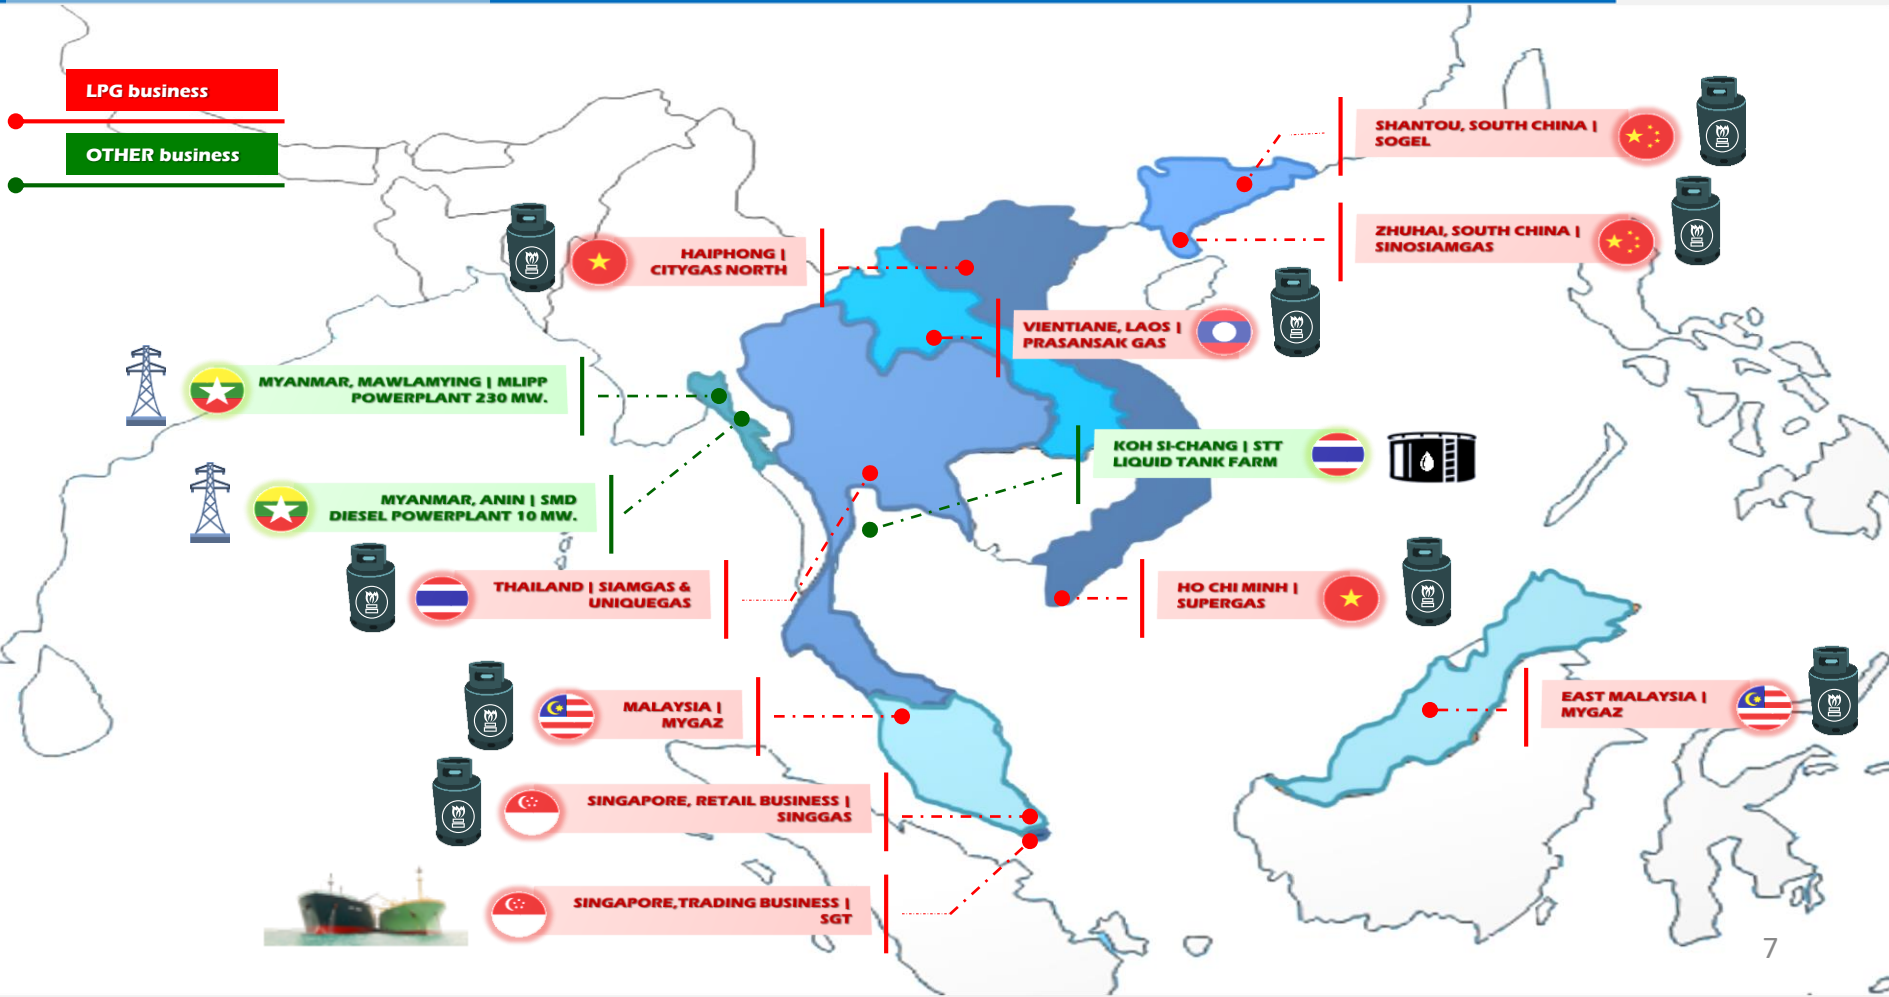 LPG business
OTHER business
SHANTOU, SOUTH CHINA |
SOGEL
ZHUHAI, SOUTH CHINA |
SINOSIAMGAS
HAIPHONG |
CITYGAS NORTH
VIENTIANE, LAOS |
PRASANSAK GAS
MYANMAR, MAWLAMYING | MLIPP
POWERPLANT 230 MW.
KOH SI-CHANG | STT
LIQUID TANK FARM
MYANMAR, ANIN | SMD
DIESEL POWERPLANT 10 MW.
THAILAND | SIAMGAS &
UNIQUEGAS
HO CHI MINH |
SUPERGAS
MALAYSIA |
MYGAZ
EAST MALAYSIA |
MYGAZ
SINGAPORE, RETAIL BUSINESS |
SINGGAS
SINGAPORE,TRADING BUSINESS |
SGT
7